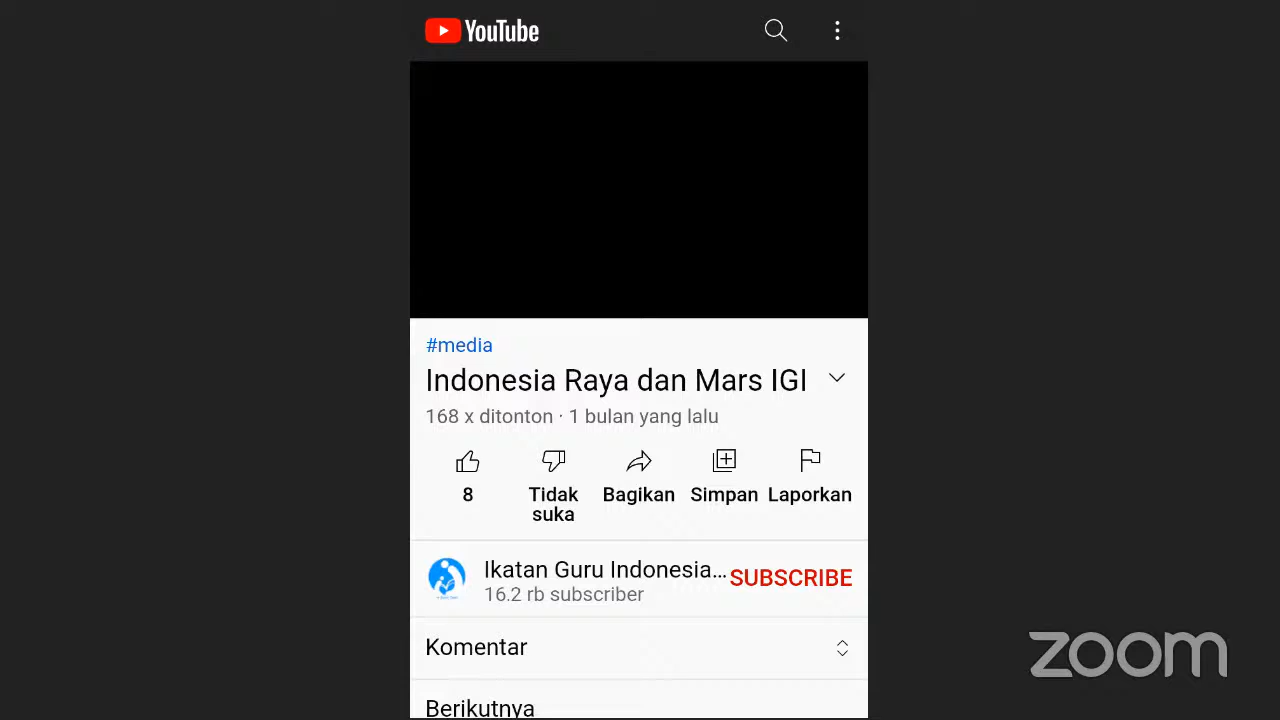 YouTube
#media
Indonesia Raya dan Mars IGI
168 x ditonton · 1 bulan yang lalu
8
Tidak suka
Bagikan
Simpan
Laporkan
Ikatan Guru Indonesia...
16.2 rb subscriber
SUBSCRIBE
Komentar
Berikutnya
zoom